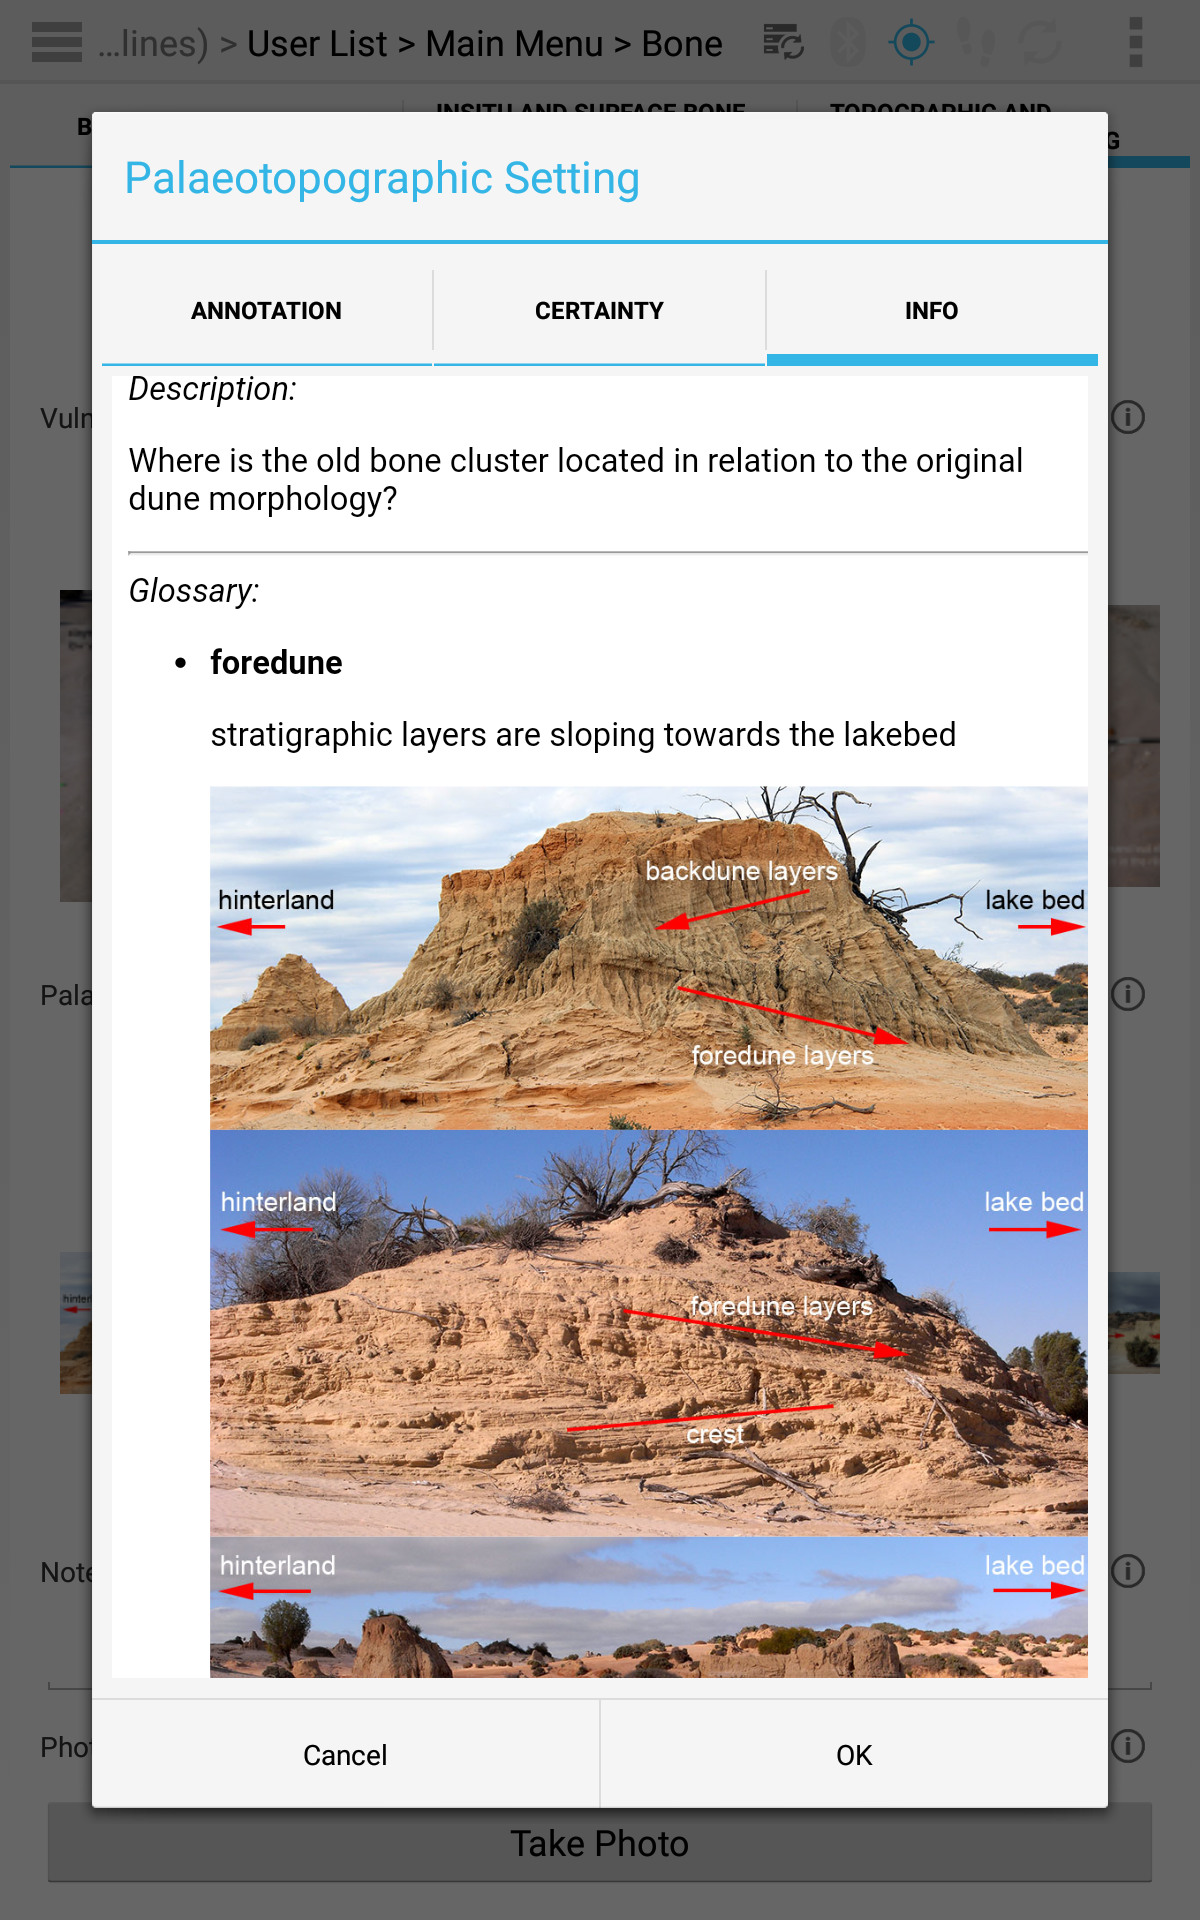 ...lines) > User List > Main Menu > Bone
INSITU AND SURFACE BONE
TOPOGRAPHIC AND
B
G
Palaeotopographic Setting
ANNOTATION
CERTAINTY
INFO
Description:
Vuln
Where is the old bone cluster located in relation to the original
dune morphology?
Glossary:
• foredune
stratigraphic layers are sloping towards the lakebed
backdune layers
hinterland
lake bed
Pala
foredune layers
hinterland
lake bed
foredune layers
hinterl
crest
hinterland
lake bed
Note
Phot
Cancel
OK
Take Photo